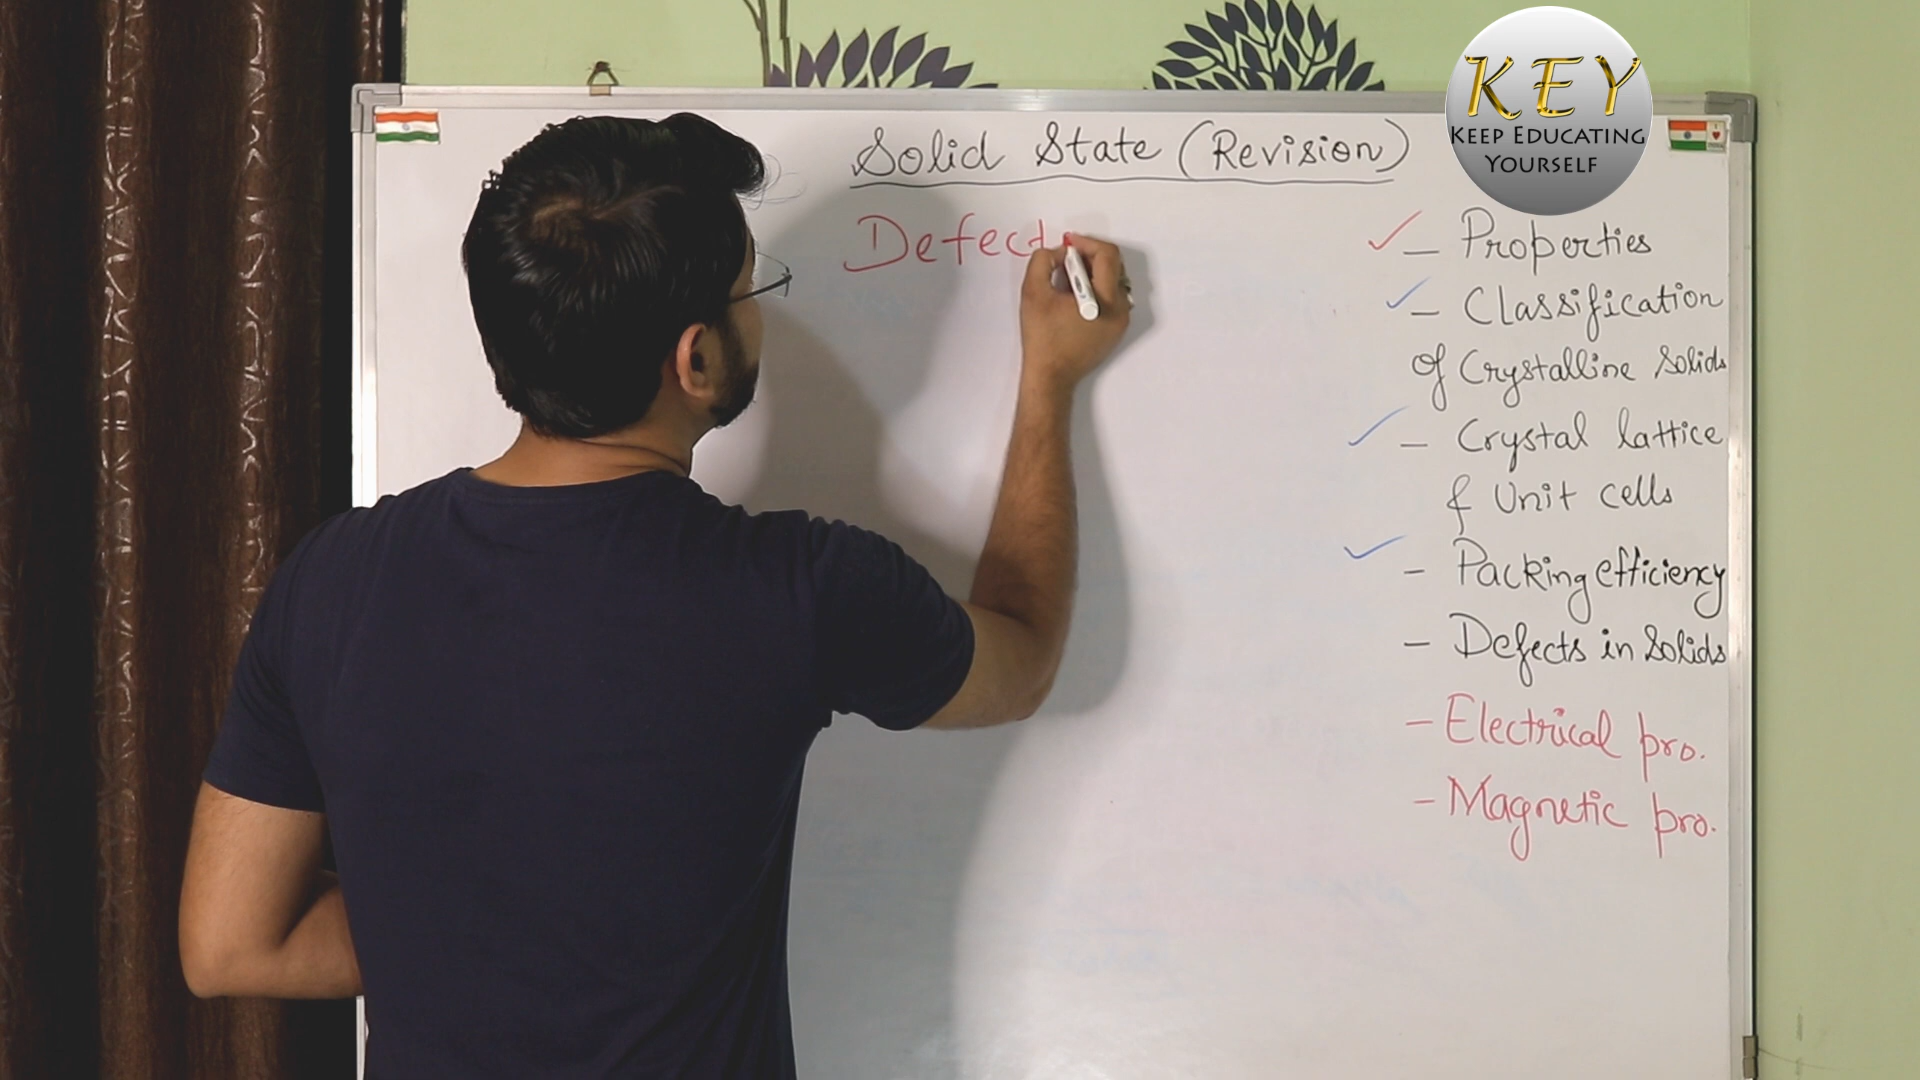 Solid State (Revision)
Defect
KEY
KEEP EDUCATING
YOURSELF
- Properties
- Classification
of Crystalline Solids
- Crystal lattice
& Unit cells
- Packing efficiency
- Defects in Solids
- Electrical pro.
- Magnetic pro.